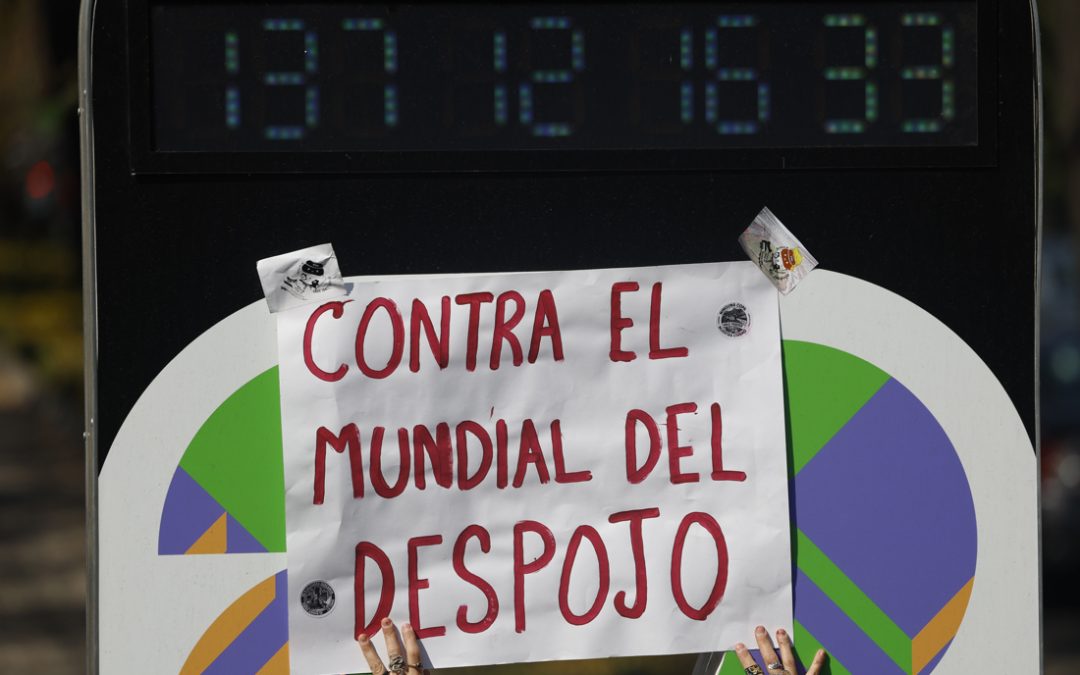 137 12 16 33
CONTRA EL
MUNDIAL DEL
DESPOJO